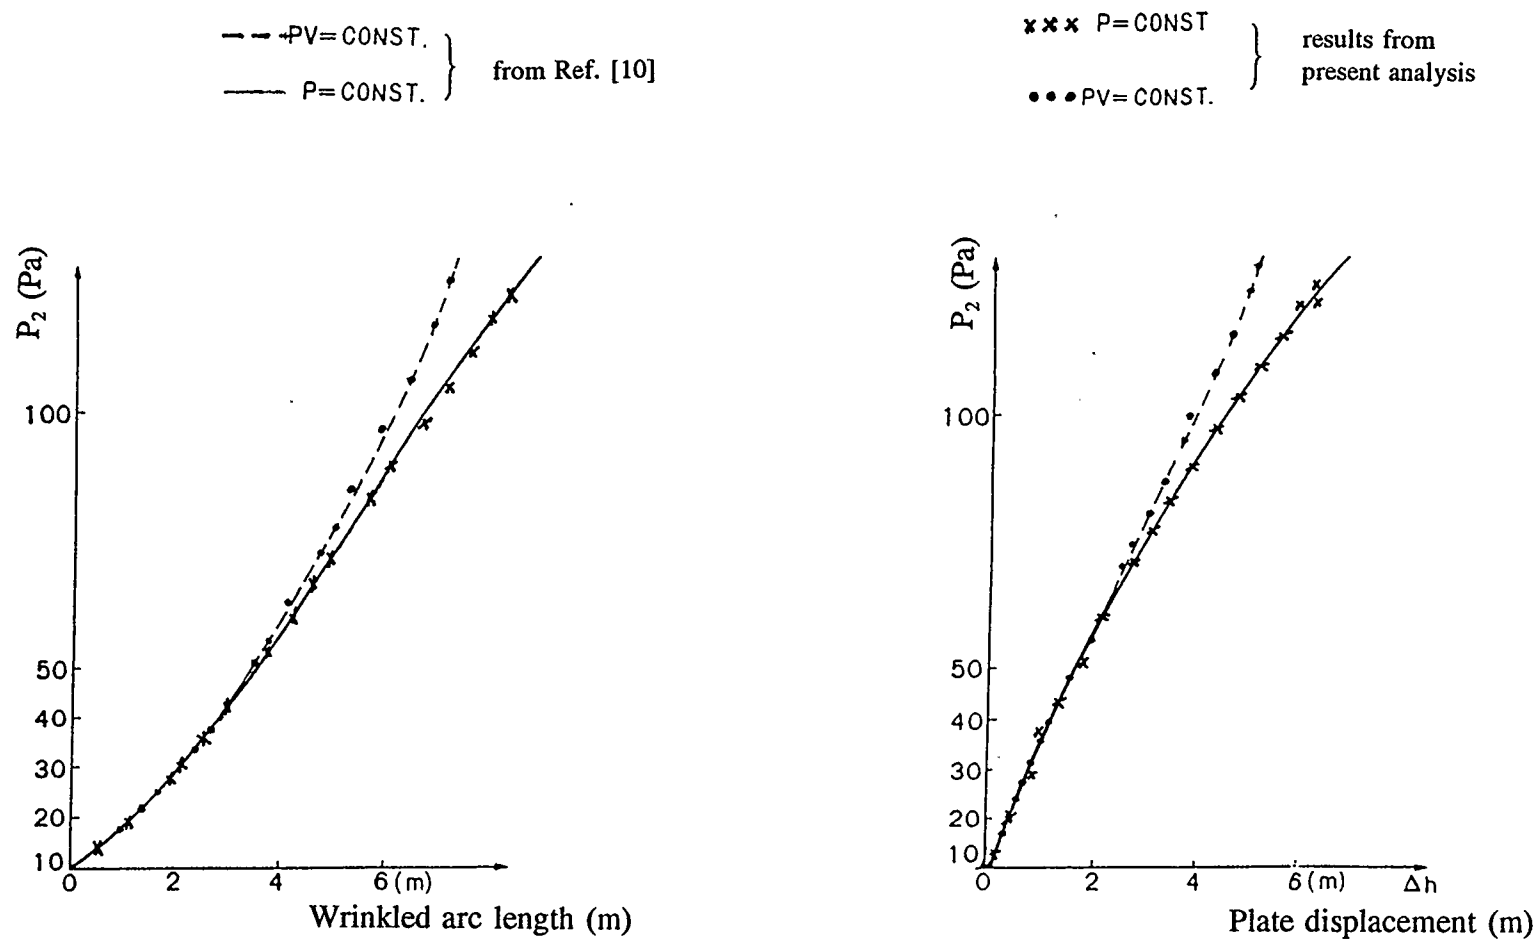 PV=CONST.
P=CONST.
from Ref. [10]
xxx P=CONST
•••PV=CONST.
results from
present analysis
P₂ (Pa)
100
50
40
30
20
10
0 2 4 6(m)
Wrinkled arc length (m)
P₂ (Pa)
100
50
40
30
20
10
0 2 4 6(m) Δh
Plate displacement (m)